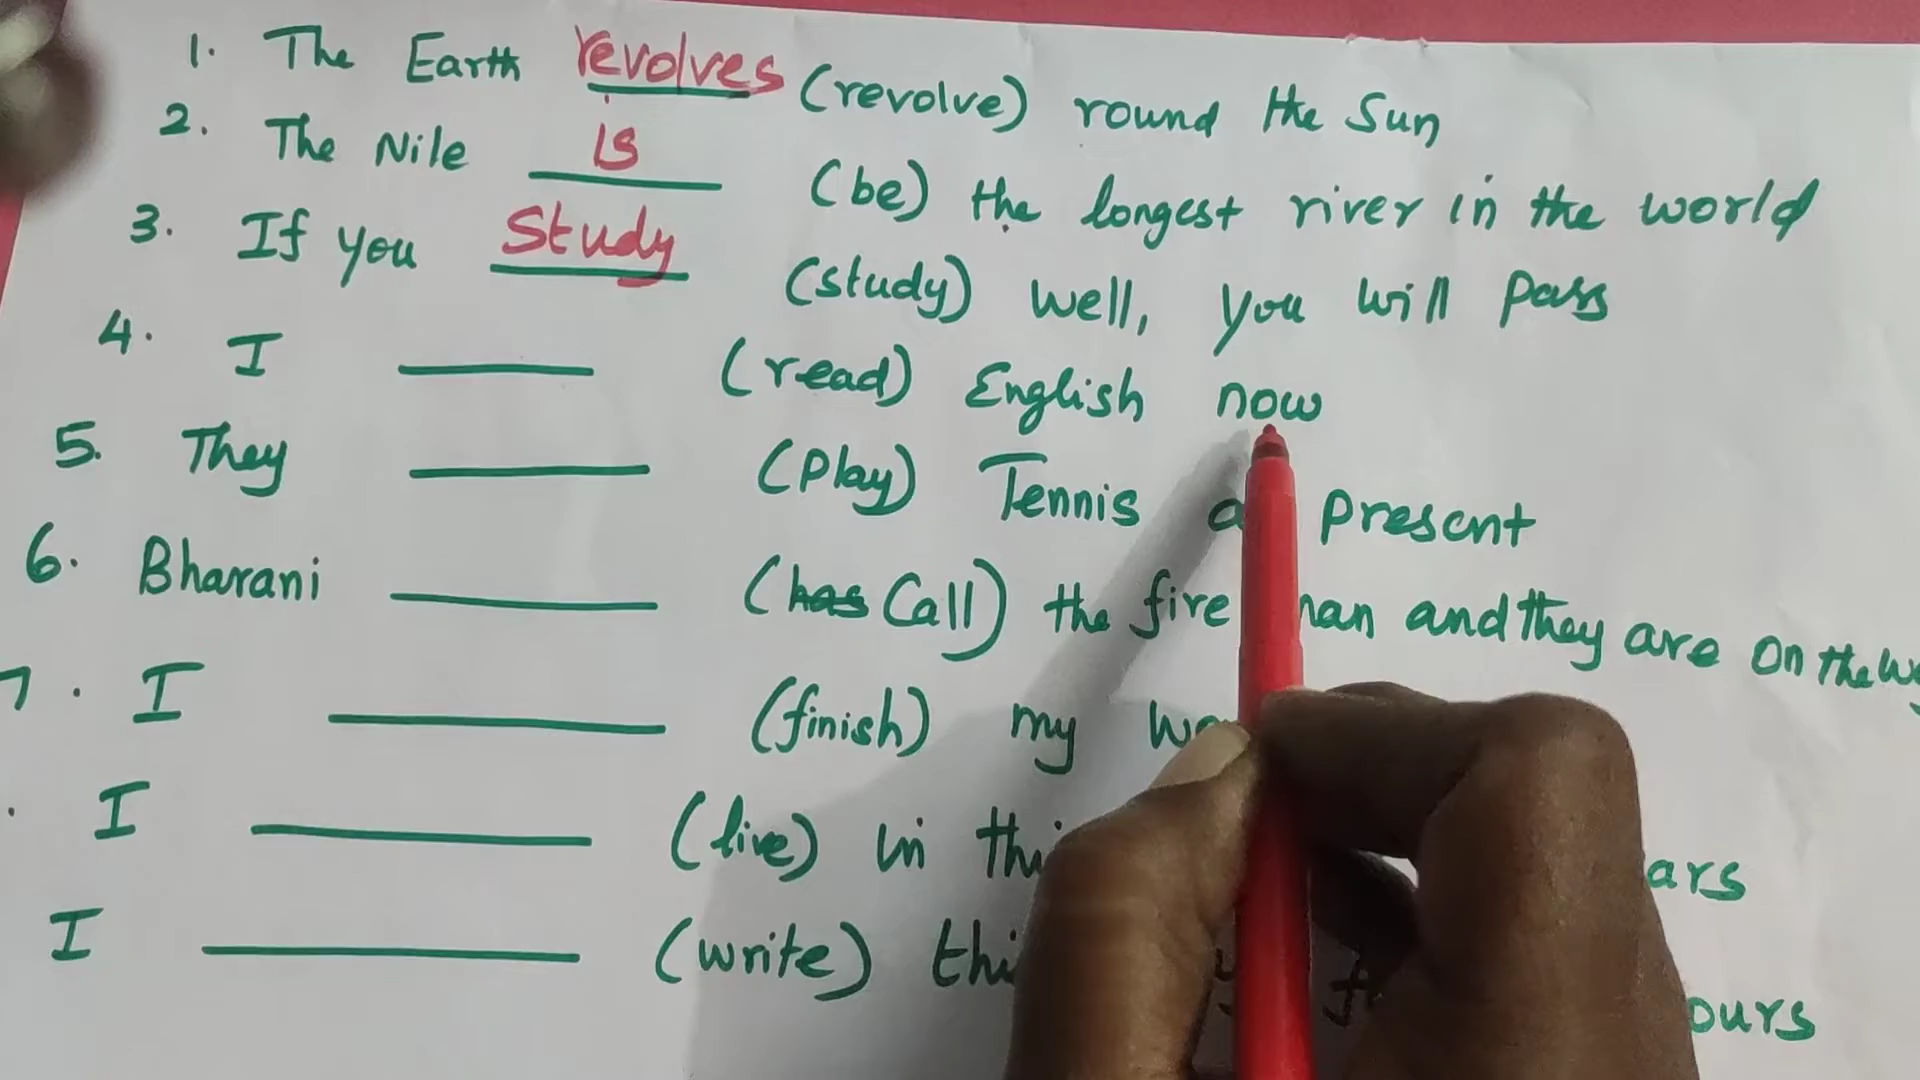 1. The Earth revolves (revolve) round the Sun
2. The Nile is (be) the longest river in the world
3. If you Study (study) well, you will pass
4. I (read) English now
5. They (Play) Tennis present
6. Bharani (has Call) the fire and they are on the
7. I (finish) my
I (live) in
I (write)